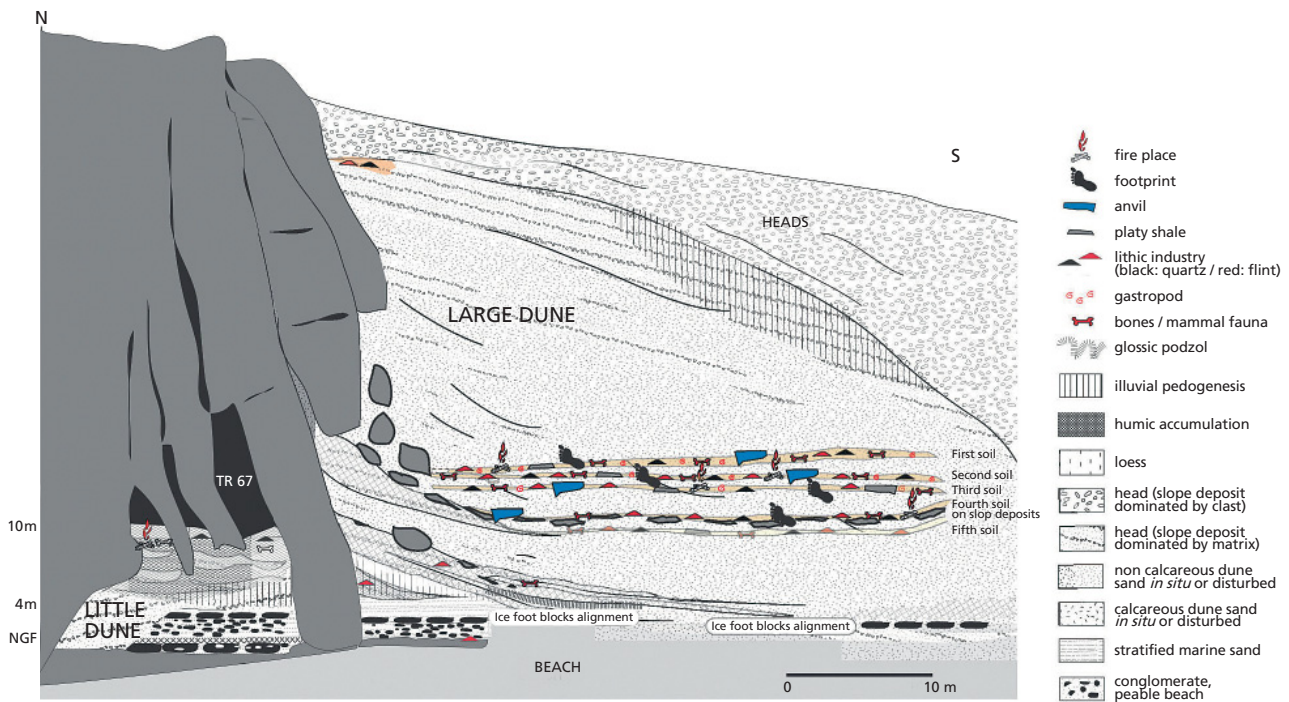 N
S
HEADS
LARGE DUNE
First soil
Second soil
Third soil
Fourth soil
on slop deposits
Fifth soil
TR 67
10m
4m
NGF
LITTLE
DUNE
Ice foot blocks alignment
Ice foot blocks alignment
BEACH
0 10 m
fire place
footprint
anvil
platy shale
lithic industry
(black: quartz / red: flint)
gastropod
bones / mammal fauna
glossic podzol
illuvial pedogenesis
humic accumulation
loess
head (slope deposit
dominated by clast)
head (slope deposit
dominated by matrix)
non calcareous dune
sand in situ or disturbed
calcareous dune sand
in situ or disturbed
stratified marine sand
conglomerate,
peable beach